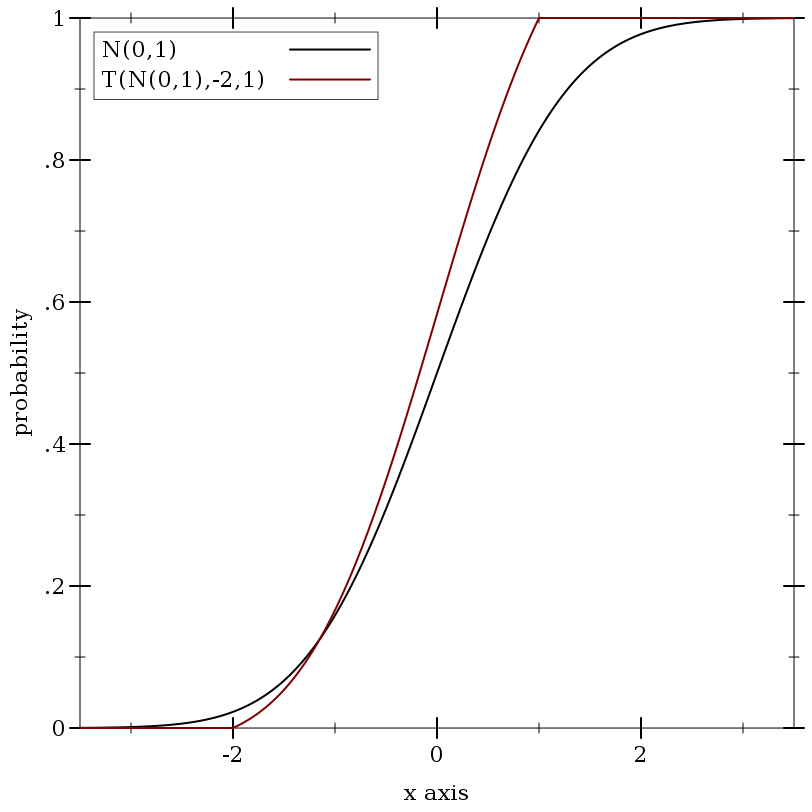 1
N(0,1)
T(N(0,1),-2,1)
.8
.6
probability
.4
.2
0
-2 0 2
x axis